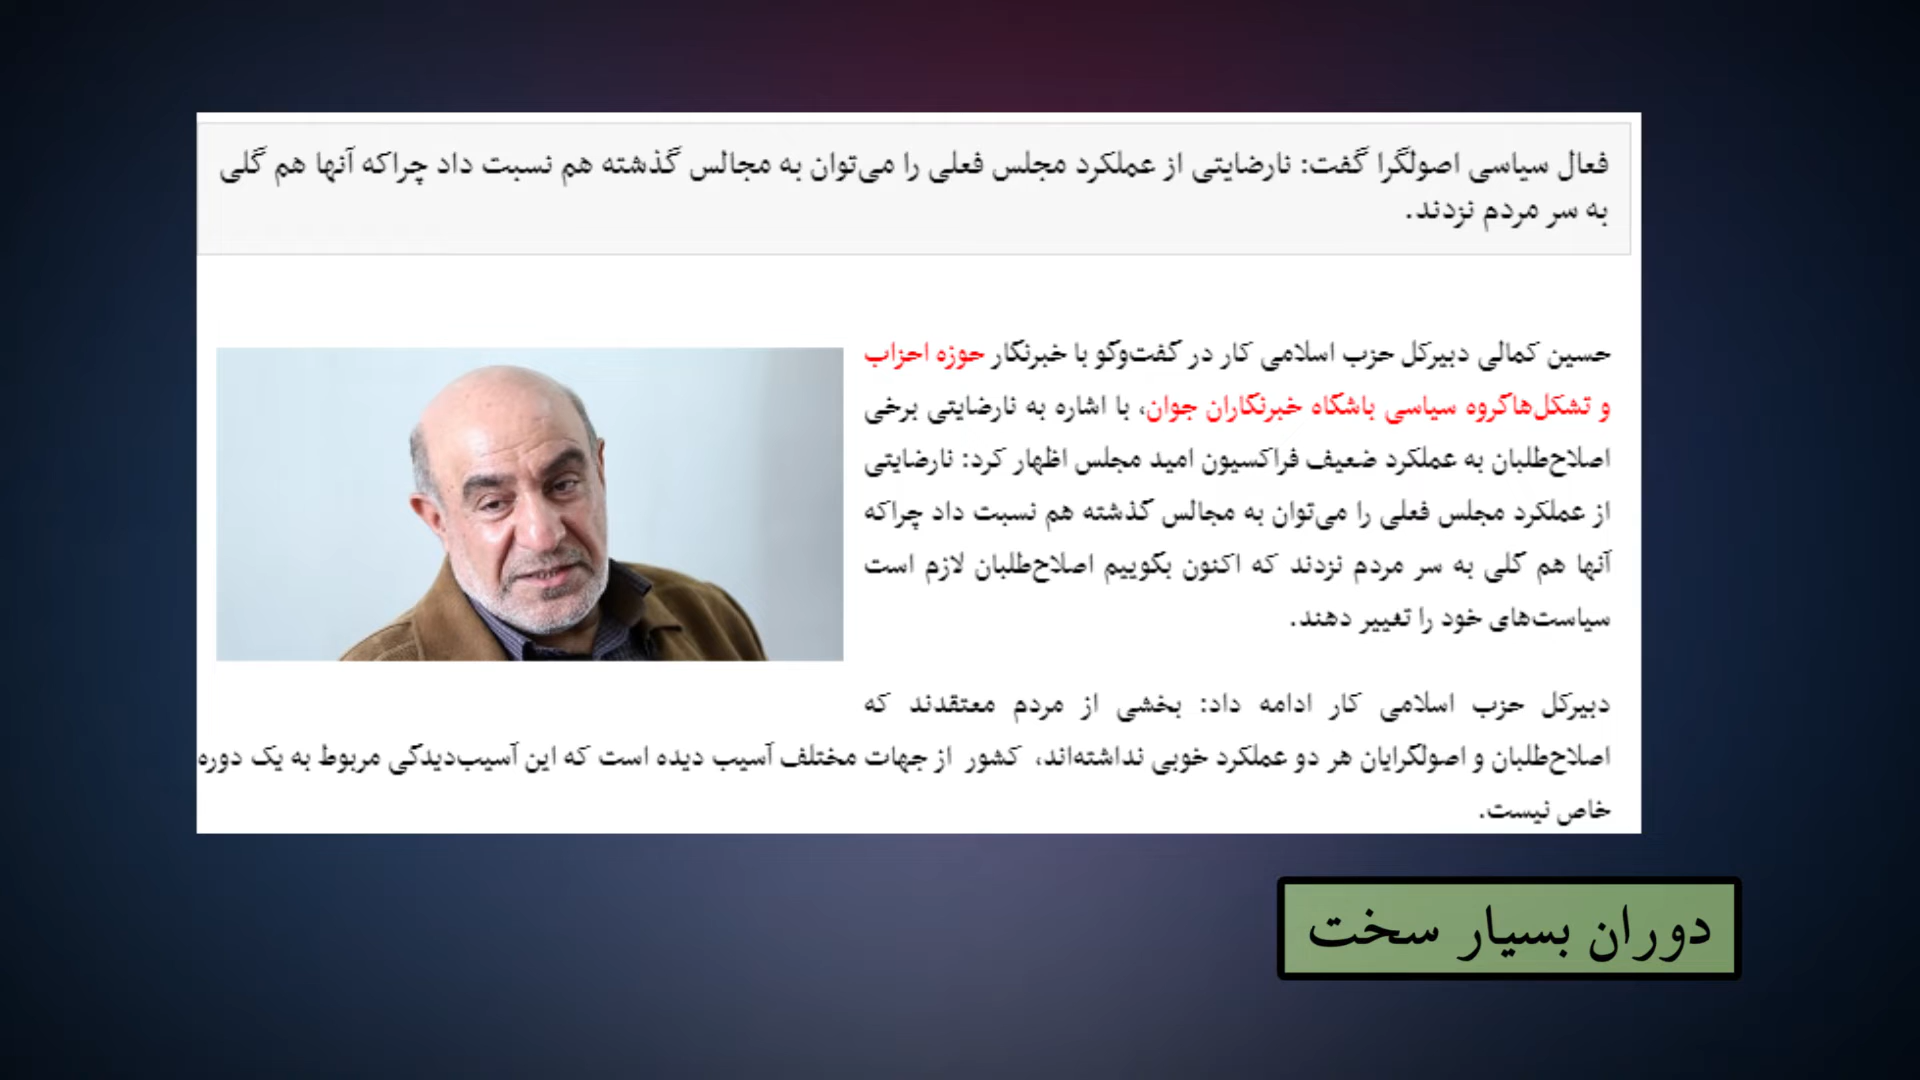 فعال سیاسی اصولگرا گفت: نارضایتی از عملکرد مجلس فعلی را می‌توان به مجالس گذشته هم نسبت داد چراکه آنها هم گلی
به سر مردم نزدند.
حسین کمالی دبیرکل حزب اسلامی کار در گفت‌وگو با خبرنگار حوزه احزاب
و تشکل‌هاگروه سیاسی باشگاه خبرنگاران جوان، با اشاره به نارضایتی برخی
اصلاح‌طلبان به عملکرد ضعیف فراکسیون امید مجلس اظهار کرد: نارضایتی
از عملکرد مجلس فعلی را می‌توان به مجالس گذشته هم نسبت داد چراکه
آنها هم گلی به سر مردم نزدند که اکنون بگوییم اصلاح‌طلبان لازم است
سیاست‌های خود را تغییر دهند.
دبیرکل حزب اسلامی کار ادامه داد: بخشی از مردم معتقدند که
اصلاح‌طلبان و اصولگرایان هر دو عملکرد خوبی نداشته‌اند، کشور از جهات مختلف آسیب دیده است که این آسیب‌دیدگی مربوط به یک دوره
خاص نیست.
دوران بسیار سخت